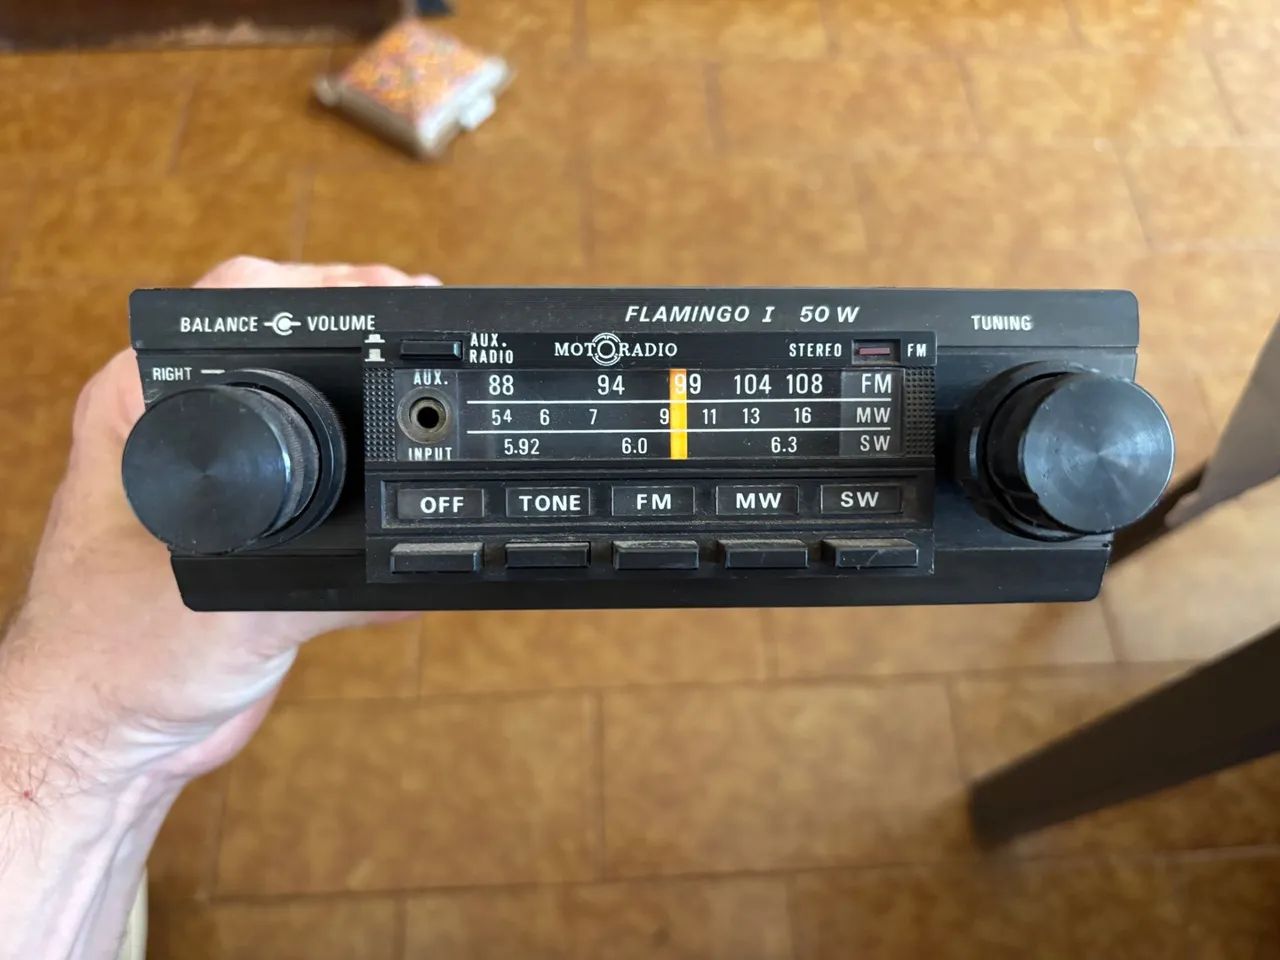 FLAMINGO I 50 W
BALANCE VOLUME
TUNING
AUX.
RADIO
MOTORADIO
STEREO FM
RIGHT
AUX.
INPUT
88 94 99 104 108 FM
54 6 7 9 11 13 16 MW
5.92 6.0 6.3 SW
OFF TONE FM MW SW